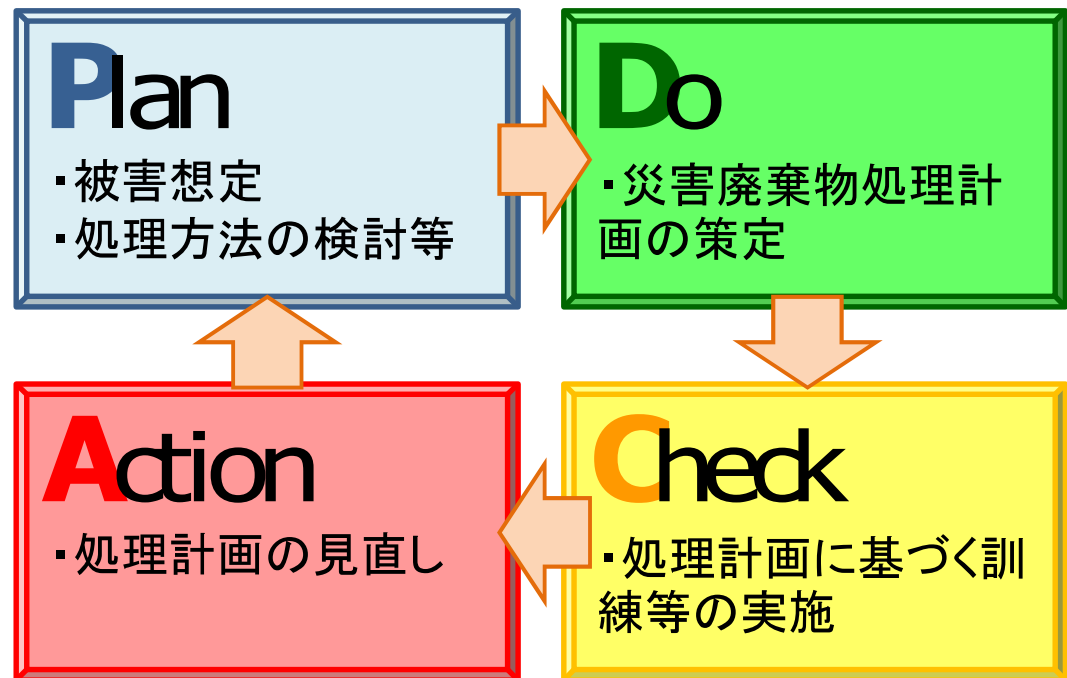 Plan
・被害想定
・処理方法の検討等
Do
・災害廃棄物処理計
画の策定
Check
・処理計画に基づく訓
練等の実施
Action
・処理計画の見直し